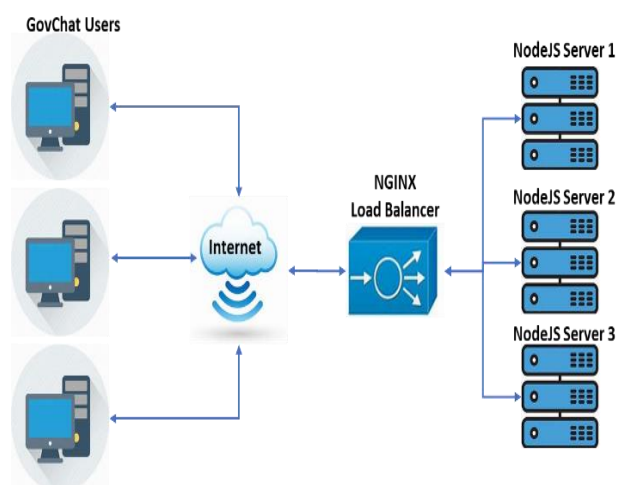 GovChat Users
Internet
NGINX
Load Balancer
NodeJS Server 1
NodeJS Server 2
NodeJS Server 3